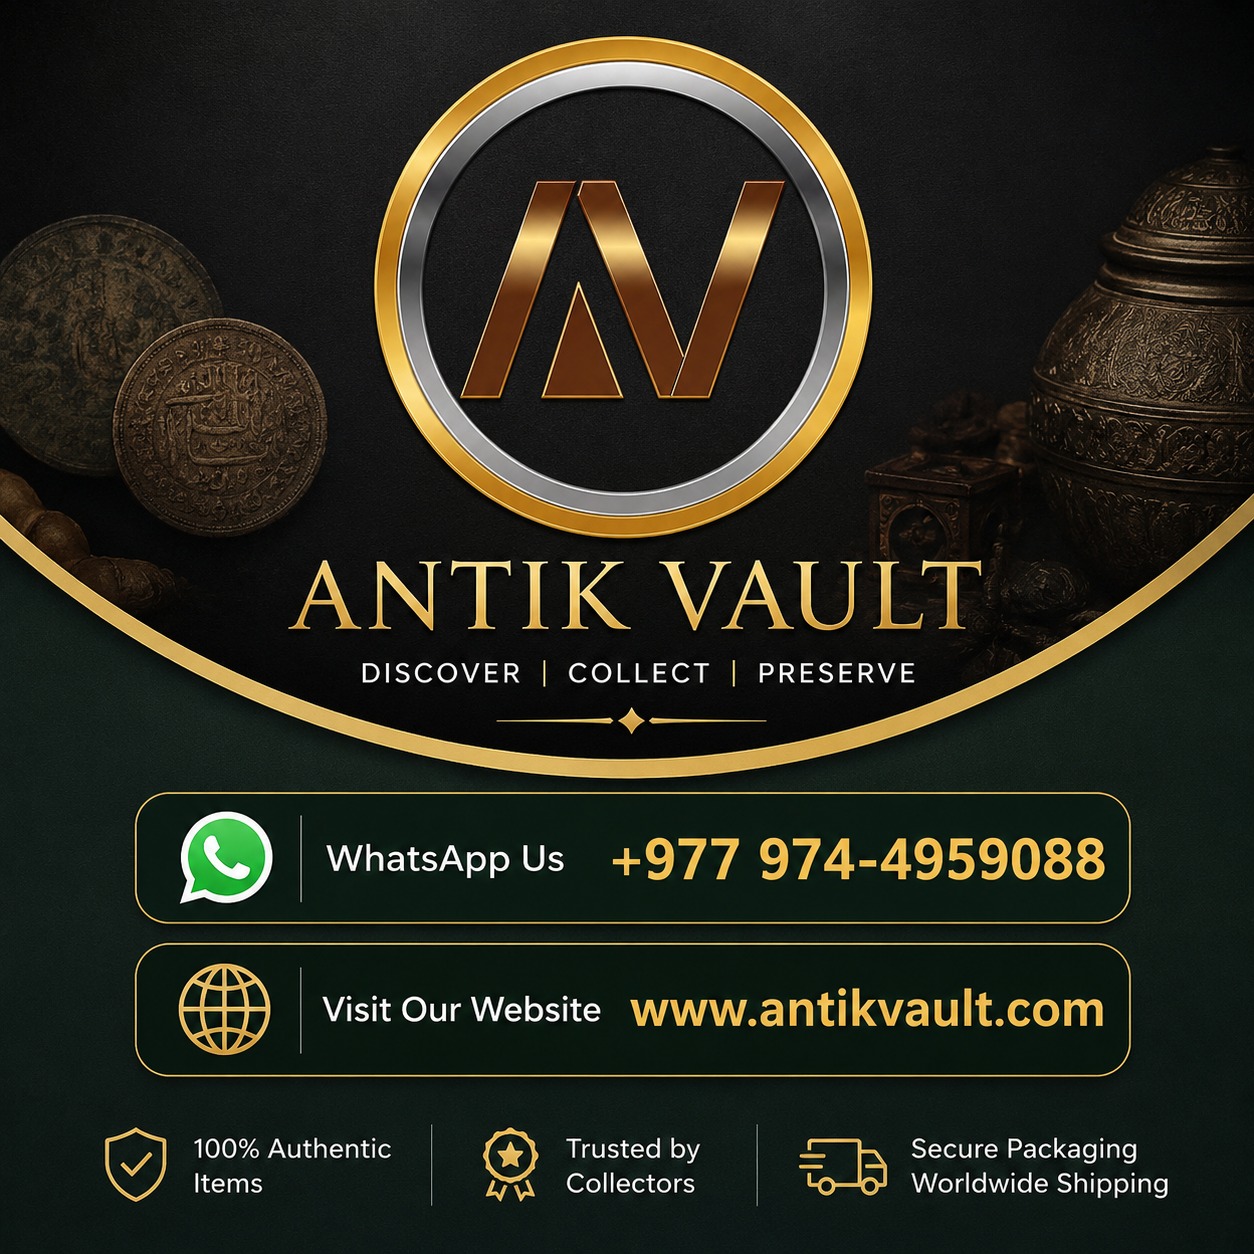 AV
ANTIK VAULT
DISCOVER | COLLECT | PRESERVE
WhatsApp Us +977 974-4959088
Visit Our Website www.antikvault.com
100% Authentic
Items
Trusted by
Collectors
Secure Packaging
Worldwide Shipping